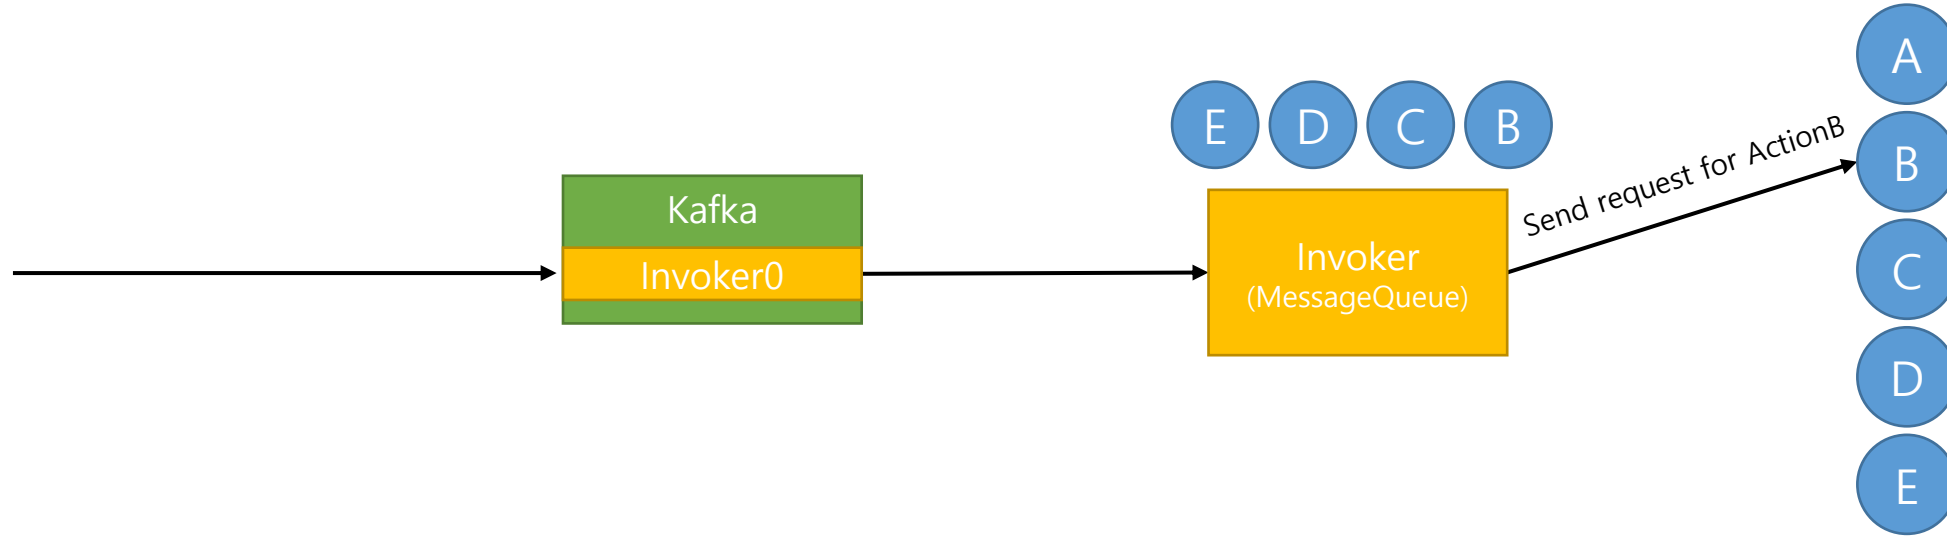 Kafka
Invoker0
E D C B
Invoker
(MessageQueue)
Send request for ActionB
A
B
C
D
E